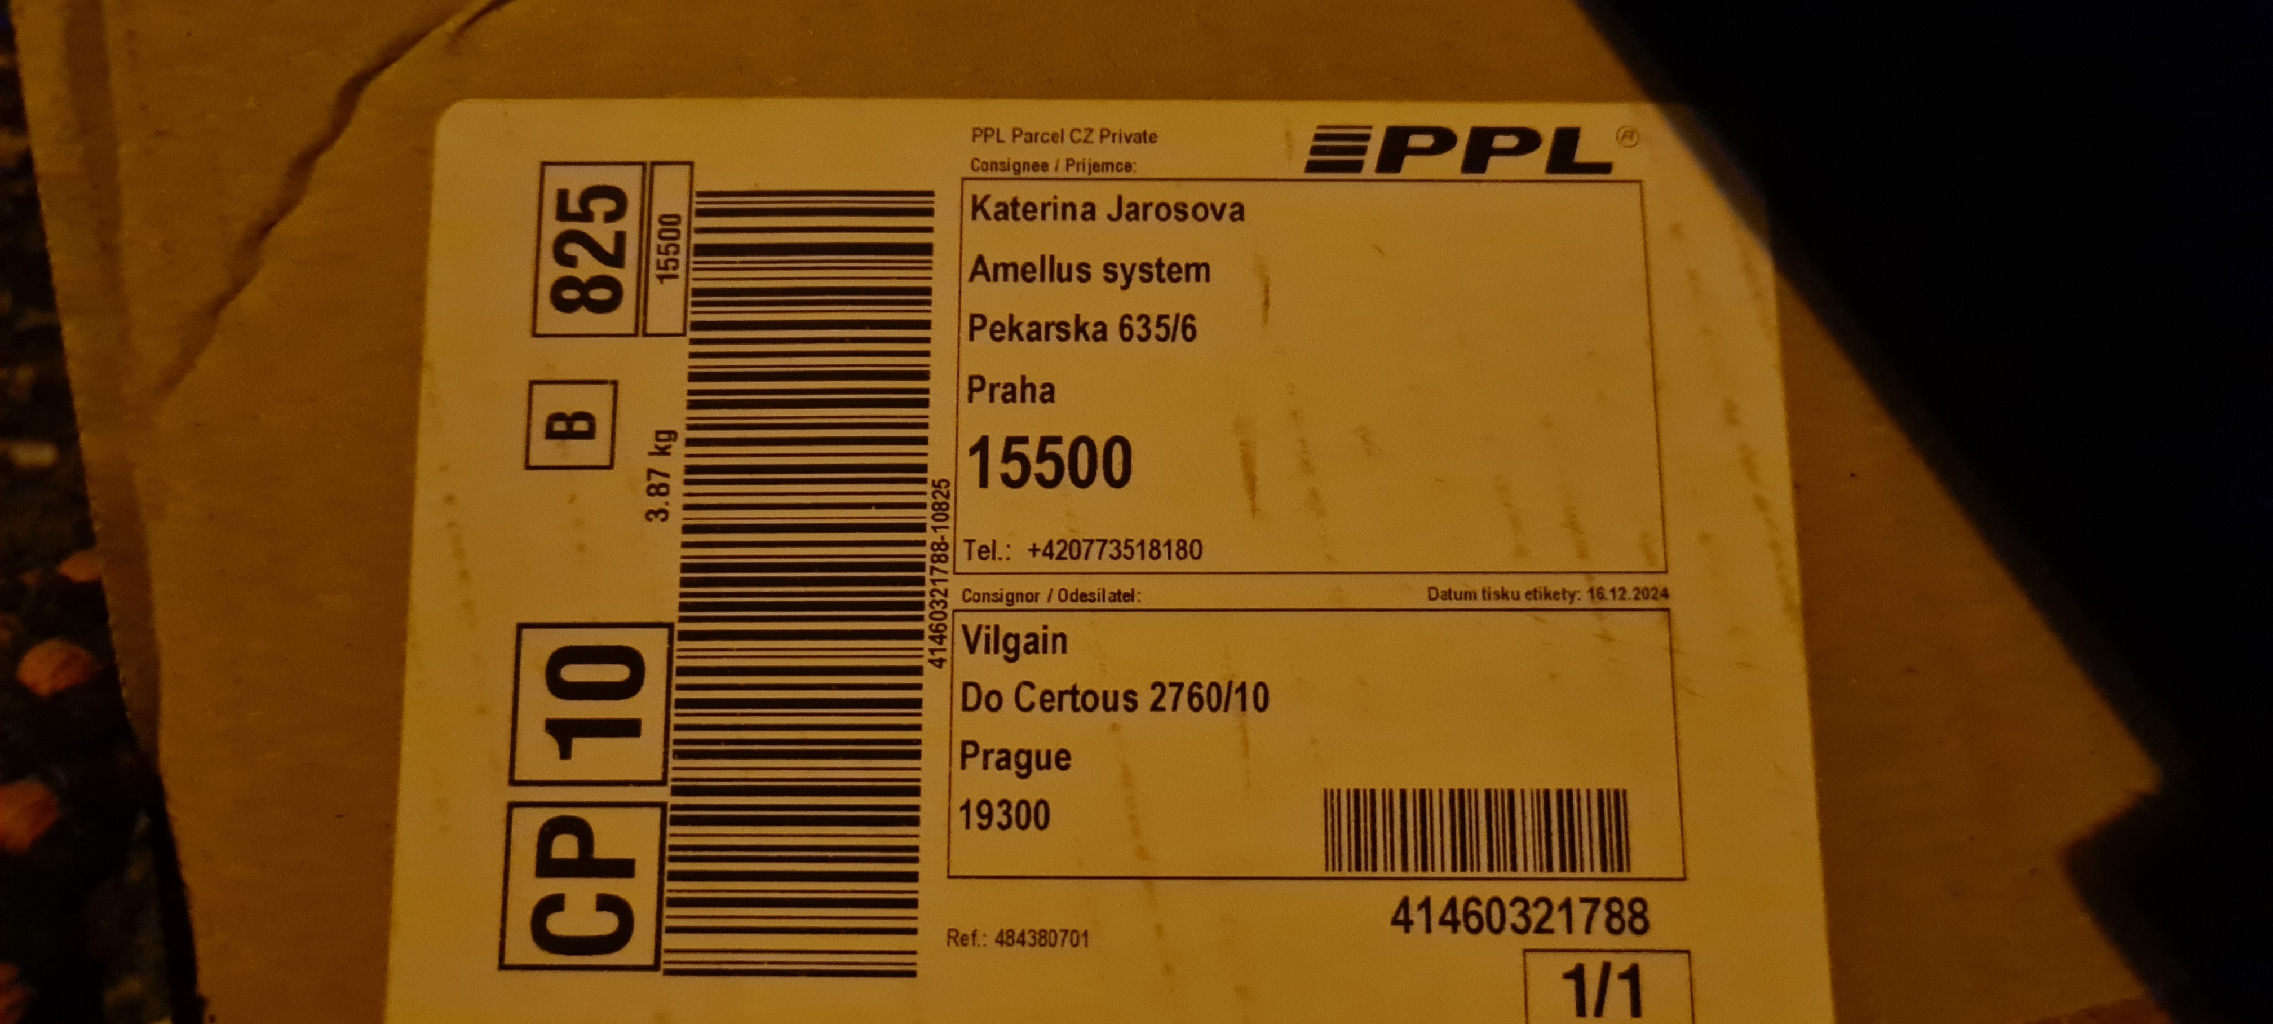 PPL Parcel CZ Private
PPL®
Consignee / Prijemce:
Katerina Jarosova
Amellus system
Pekarska 635/6
Praha
15500
Tel.: +420773518180
Consignor / Odesilatel:
Datum tisku etikety: 16.12.2024
Vilgain
Do Certous 2760/10
Prague
19300
41460321788
Ref.: 484380701
1/1
CP
10
B
825
15500
3.87 kg
41460321788-10825